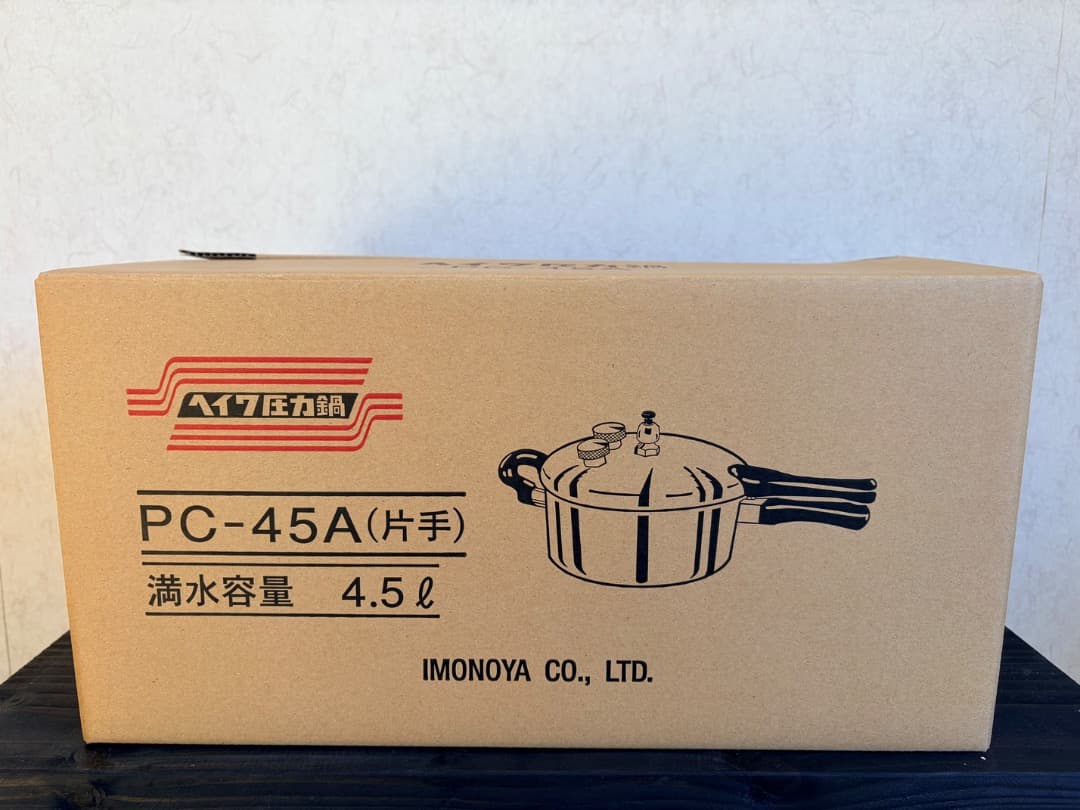 ヘイワ圧力鍋
PC-45A(片手)
満水容量 4.5ℓ
IMONOYA CO., LTD.